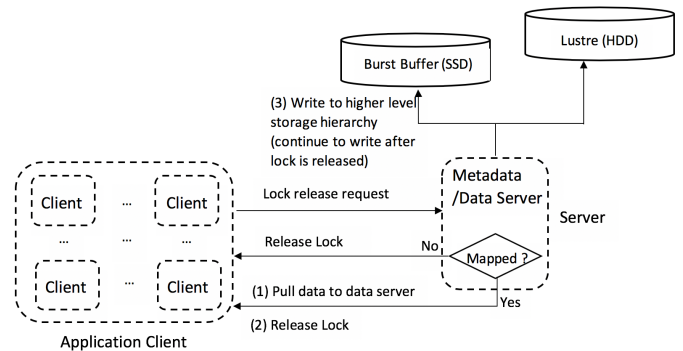 Lustre (HDD)
Burst Buffer (SSD)
(3) Write to higher level
storage hierarchy
(continue to write after
lock is released)
Metadata
/Data Server
Server
Client
...
Client
Lock release request
...
...
...
Release Lock
No
Mapped ?
Client
...
Client
(1) Pull data to data server
Yes
(2) Release Lock
Application Client